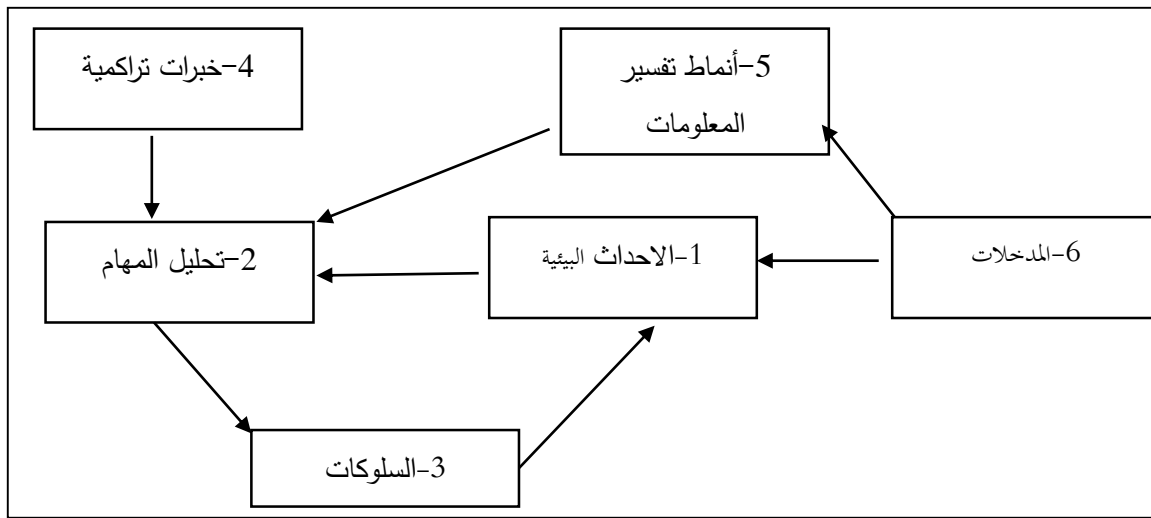 4-خبرات تراكمية
5-أنماط تفسير
المعلومات
2-تحليل المهام
1-الاحداث البيئية
6-المدخلات
3-السلوكات